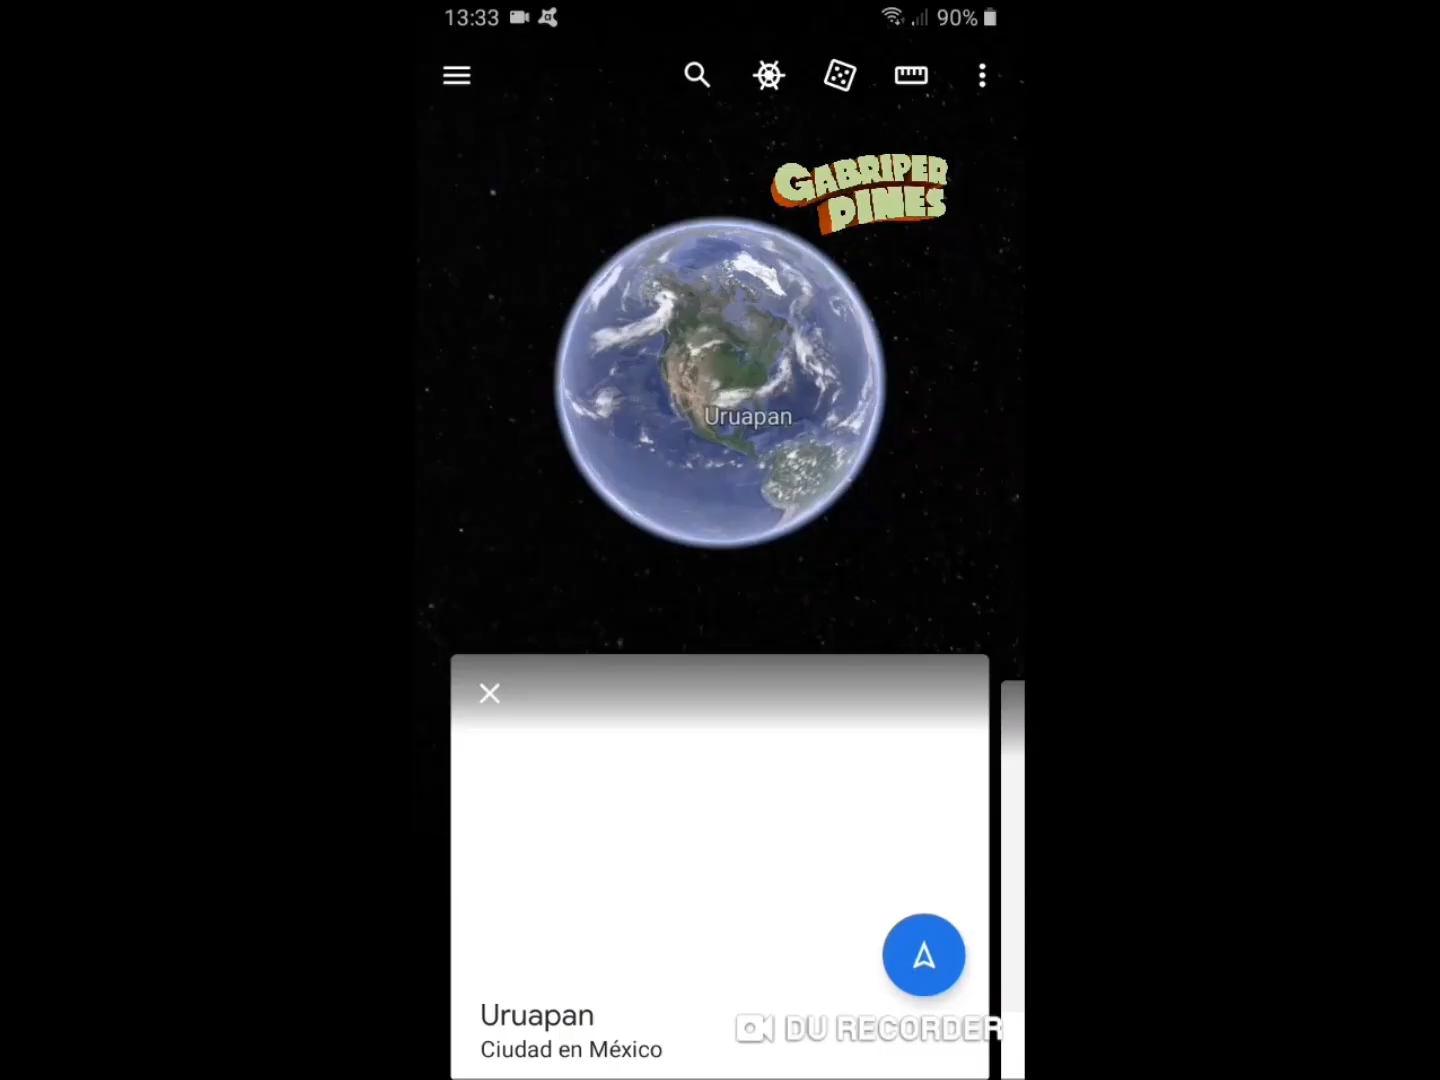 13:33
90%
GABRIPER
PINES
Uruapan
Uruapan
Ciudad en México
DU RECORDER